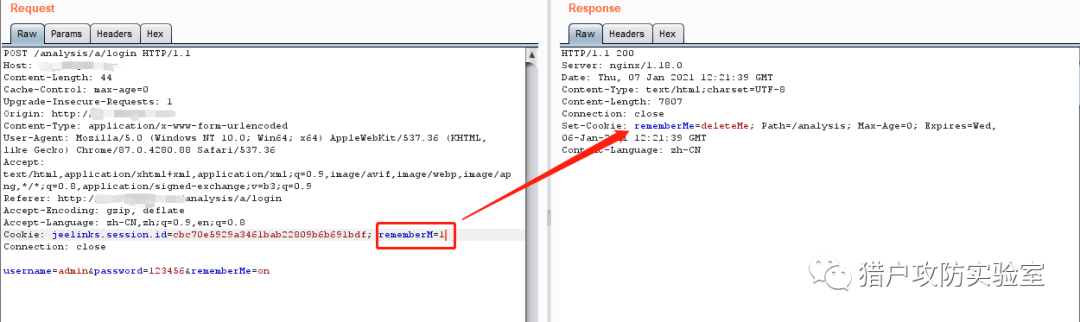 Request
Raw Params Headers Hex
POST /analysis/a/login HTTP/1.1
Host:
Content-Length: 44
Cache-Control: max-age=0
Upgrade-Insecure-Requests: 1
Origin: http://
Content-Type: application/x-www-form-urlencoded
User-Agent: Mozilla/5.0 (Windows NT 10.0; Win64; x64) AppleWebKit/537.36 (KHTML,
like Gecko) Chrome/87.0.4280.88 Safari/537.36
Accept:
text/html,application/xhtml+xml,application/xml;q=0.9,image/avif,image/webp,image/ap
ng,*/*;q=0.8,application/signed-exchange;v=b3;q=0.9
Referer: http:/ analysis/a/login
Accept-Encoding: gzip, deflate
Accept-Language: zh-CN,zh;q=0.9,en;q=0.8
Cookie: jeelinks.session.id=cbc70e5929a3461bab22809b6b691bdf; rememberM=1
Connection: close
username=admin&password=123456&rememberMe=on
Response
Raw Headers Hex
HTTP/1.1 200
Server: nginx/1.18.0
Date: Thu, 07 Jan 2021 12:21:39 GMT
Content-Type: text/html;charset=UTF-8
Content-Length: 7807
Connection: close
Set-Cookie: rememberMe=deleteMe; Path=/analysis; Max-Age=0; Expires=Wed,
06-Jan-2021 12:21:39 GMT
Content-Language: zh-CN
猎户攻防实验室